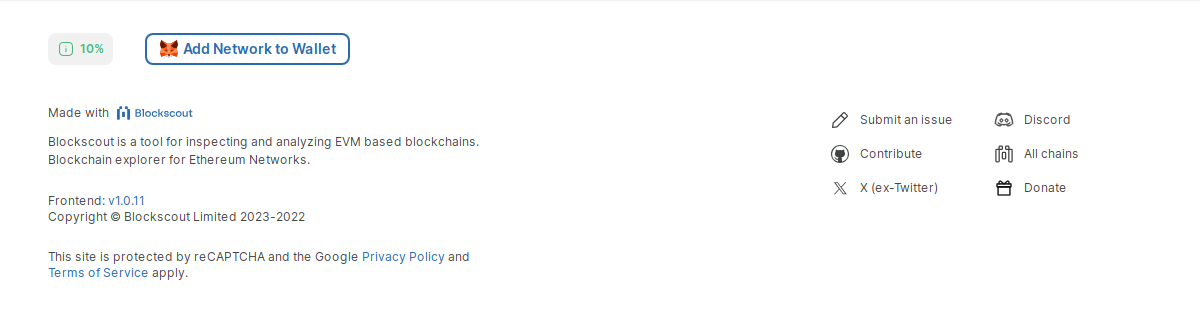 10%
Add Network to Wallet
Made with Blockscout
Blockscout is a tool for inspecting and analyzing EVM based blockchains.
Blockchain explorer for Ethereum Networks.
Frontend: v1.0.11
Copyright © Blockscout Limited 2023-2022
This site is protected by reCAPTCHA and the Google Privacy Policy and
Terms of Service apply.
Submit an issue
Contribute
X (ex-Twitter)
Discord
All chains
Donate